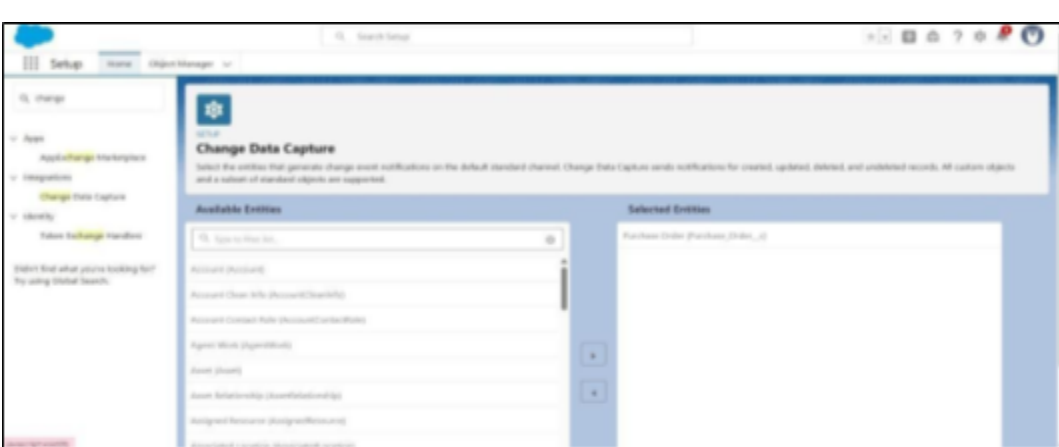 Search Setup
Setup Home Object Manager
change
Apps
AppExchange Marketplace
Integrations
Change Data Capture
Identity
Token Exchange Handlers
Didn't find what you're looking for?
Try using Global Search.
SETUP
Change Data Capture
Select the entities that generate change event notifications on the default standard channel. Change Data Capture sends notifications for created, updated, deleted, and undeleted records. All custom objects
and a subset of standard objects are supported.
Available Entities
Type to filter list...
Account (Account)
Account Clean Info (AccountCleanInfo)
Account Contact Role (AccountContactRole)
Agent Work (AgentWork)
Asset (Asset)
Asset Relationship (AssetRelationship)
Assigned Resource (AssignedResource)
Associated Location (AssociatedLocation)
Selected Entities
Purchase Order (Purchase_Order__c)